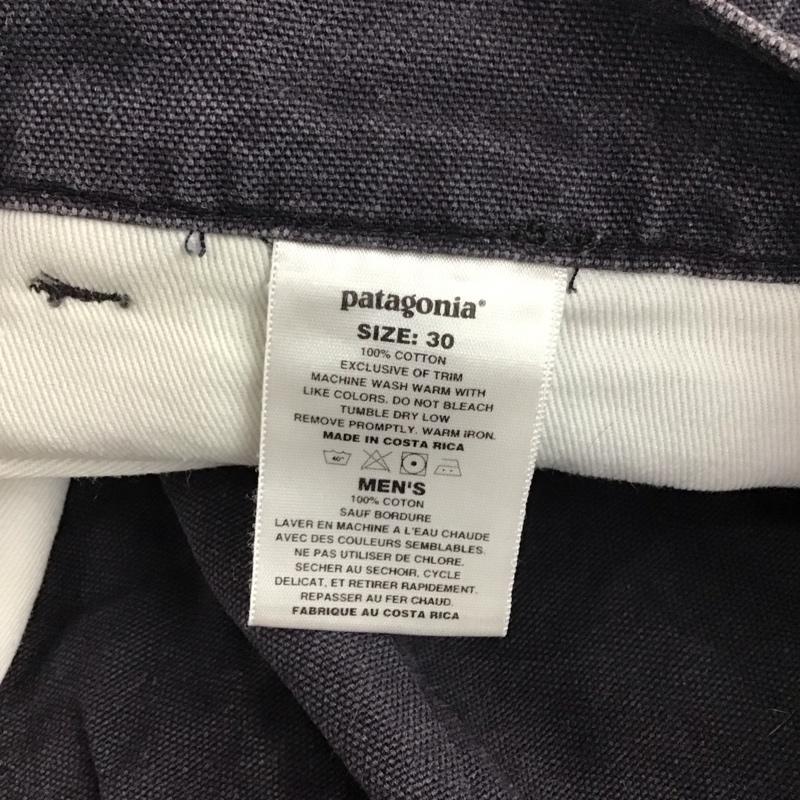 patagonia®
SIZE: 30
100% COTTON
EXCLUSIVE OF TRIM
MACHINE WASH WARM WITH
LIKE COLORS. DO NOT BLEACH
TUMBLE DRY LOW
REMOVE PROMPTLY. WARM IRON.
MADE IN COSTA RICA
40°
MEN'S
100% COTON
SAUF BORDURE
LAVER EN MACHINE A L'EAU CHAUDE
AVEC DES COULEURS SEMBLABLES.
NE PAS UTILISER DE CHLORE.
SECHER AU SECHOIR, CYCLE
DELICAT, ET RETIRER RAPIDEMENT.
REPASSER AU FER CHAUD.
FABRIQUE AU COSTA RICA